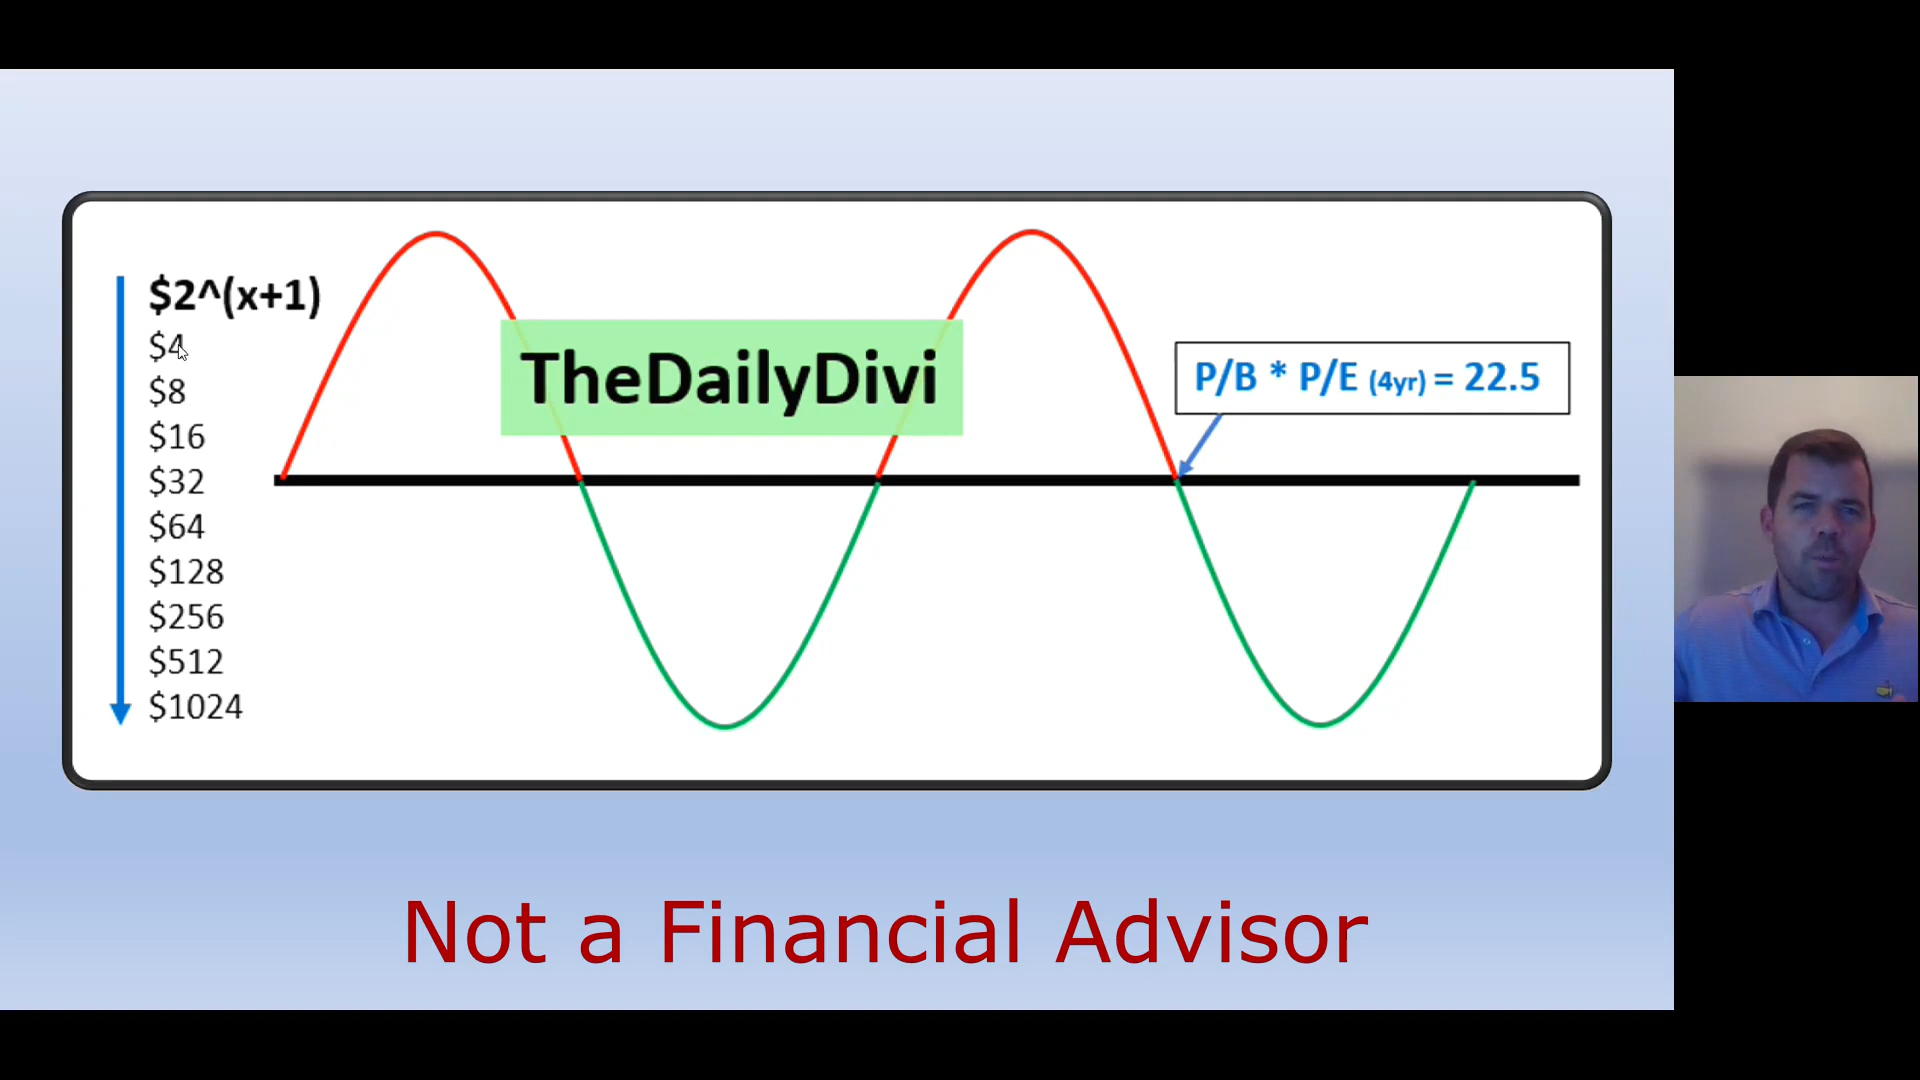 $2^(x+1)
$4
$8
$16
$32
$64
$128
$256
$512
$1024
TheDailyDivi
P/B * P/E (4yr) = 22.5
Not a Financial Advisor